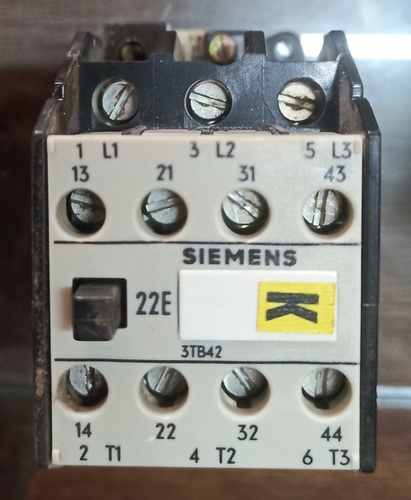 1 L1 3 L2 5 L3
13 21 31 43
SIEMENS
22E K
3TB42
14 22 32 44
2 T1 4 T2 6 T3